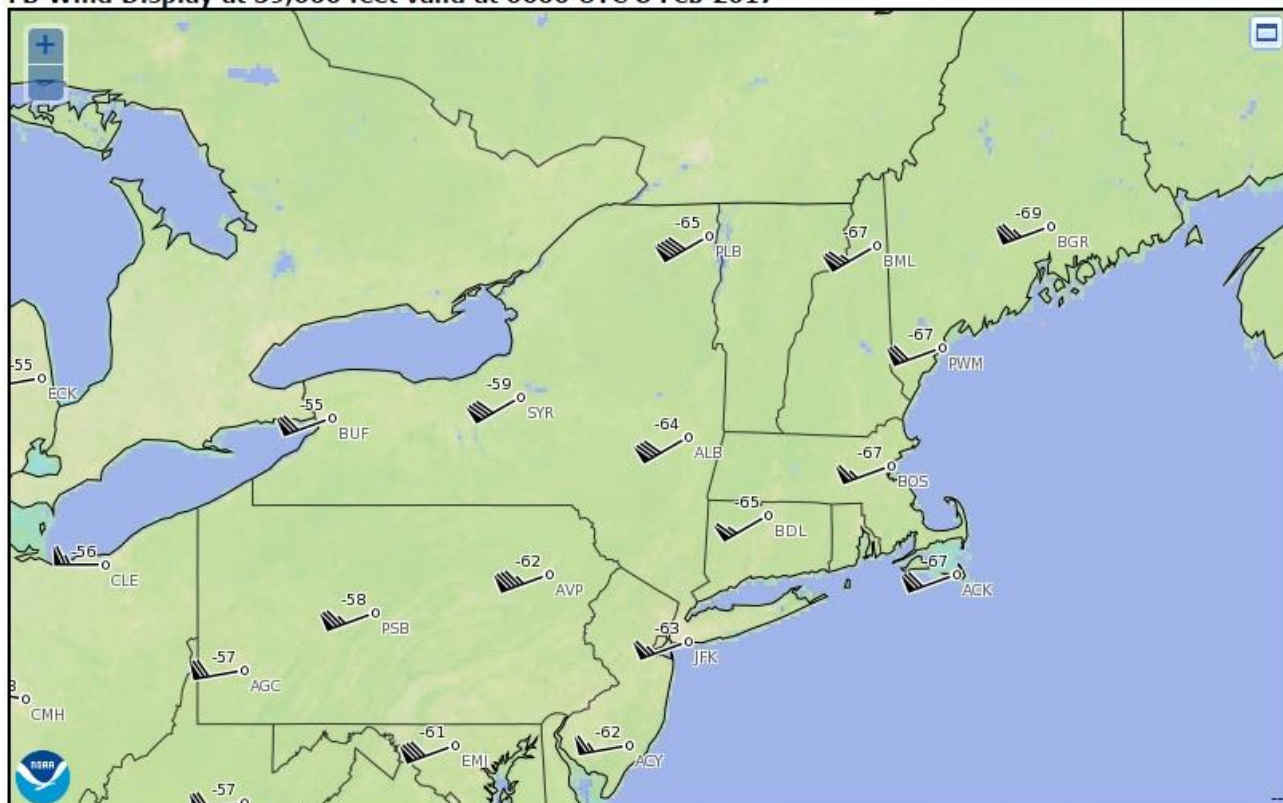 FB Wind Display at 39,000 feet valid at 0000 UTC 8 Feb 2017
+
-65
PLB
-67
BML
-69
BGR
-67
PWM
-55
ECK
-55
BUF
-59
SYR
-64
ALB
-67
BOS
-65
BDL
-56
CLE
-62
AVP
-67
ACK
-58
PSB
-63
JFK
-57
AGC
CMH
-61
EMI
-62
ACY
NOAA
-57